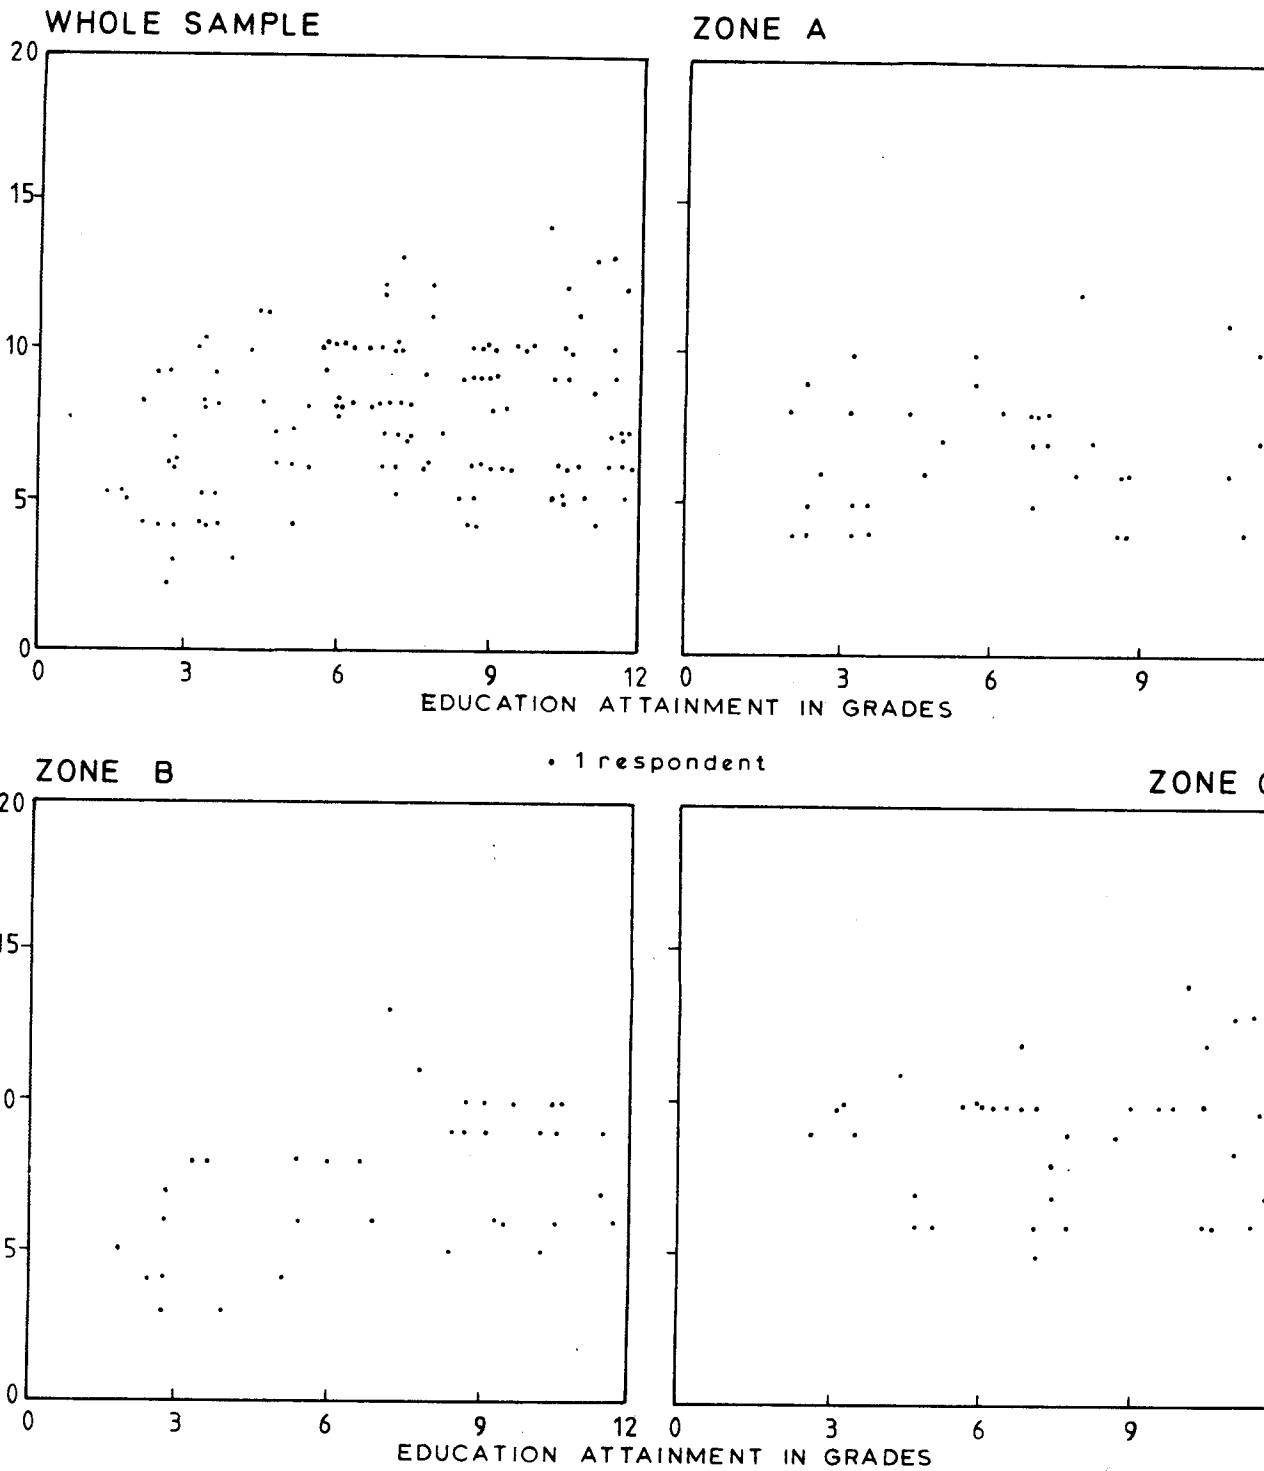 WHOLE SAMPLE
ZONE A
20
15
10
5
0
0 3 6 9 12
0 3 6 9
EDUCATION ATTAINMENT IN GRADES
• 1 respondent
ZONE B
ZONE
20
15
0
5
0
0 3 6 9 12
0 3 6 9
EDUCATION ATTAINMENT IN GRADES